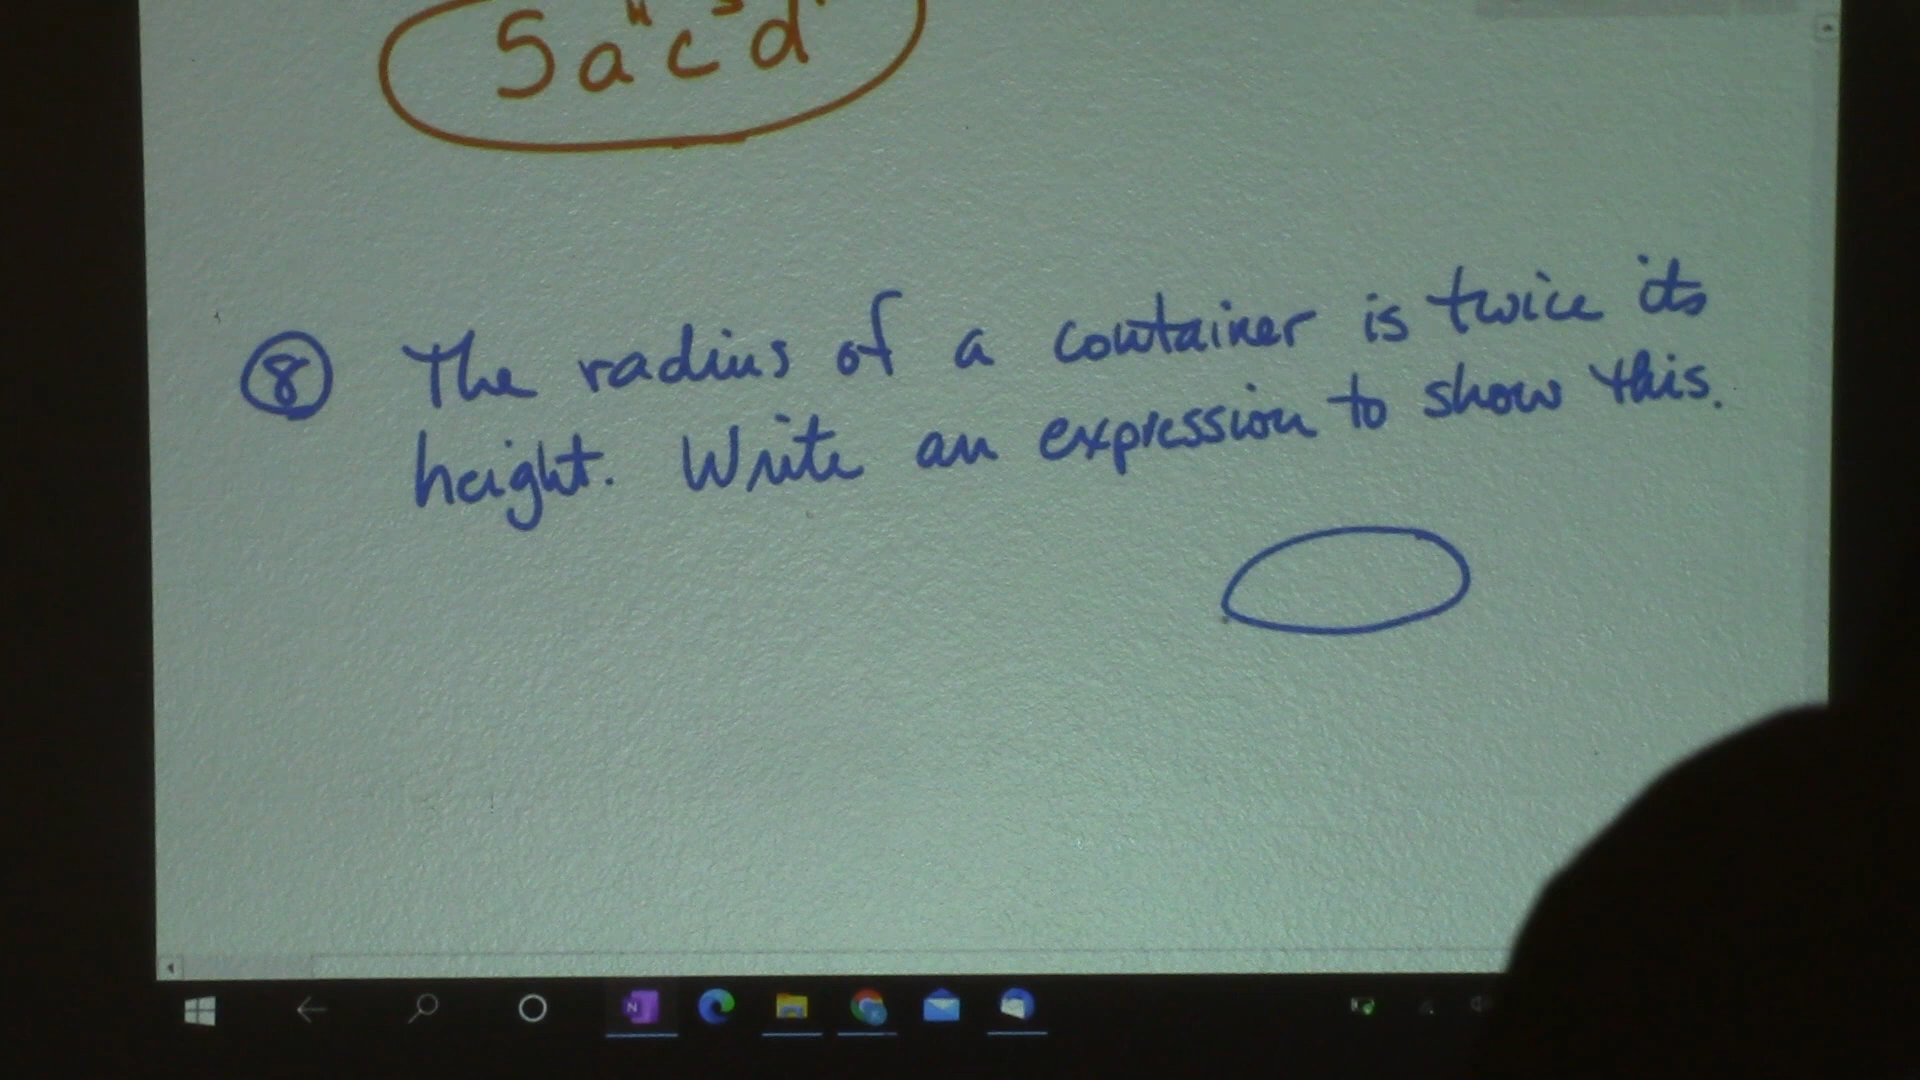 5a c d
⑧ The radius of a container is twice its
height. Write an expression to show this.